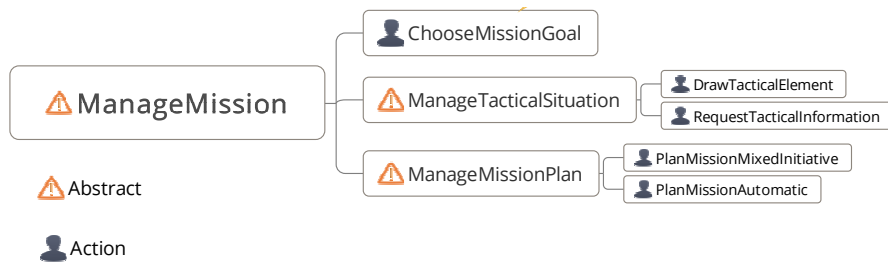 ChooseMissionGoal
ManageMission
ManageTacticalSituation
DrawTacticalElement
RequestTacticalInformation
ManageMissionPlan
PlanMissionMixedInitiative
PlanMissionAutomatic
Abstract
Action